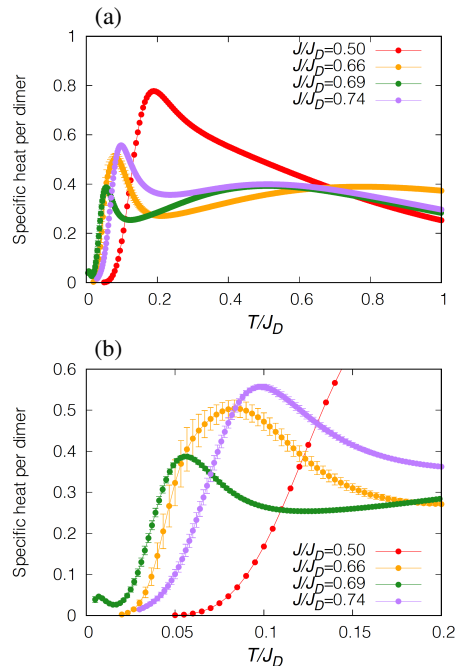 (a)
J/J_D=0.50
J/J_D=0.66
J/J_D=0.69
J/J_D=0.74
Specific heat per dimer
1
0.8
0.6
0.4
0.2
0
0 0.2 0.4 0.6 0.8 1
T/J_D
(b)
Specific heat per dimer
0.6
0.5
0.4
0.3
0.2
0.1
0
J/J_D=0.50
J/J_D=0.66
J/J_D=0.69
J/J_D=0.74
0 0.05 0.1 0.15 0.2
T/J_D